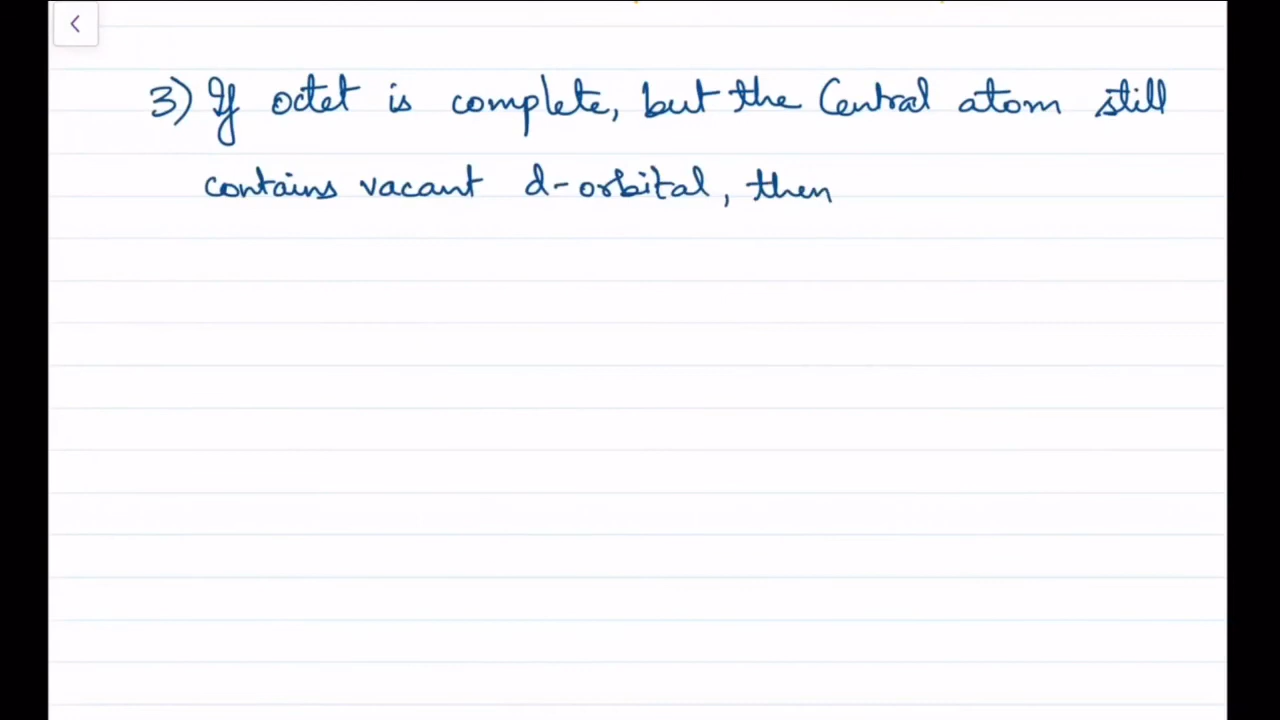 3) If octet is complete, but the Central atom still
contains vacant d-orbital, then